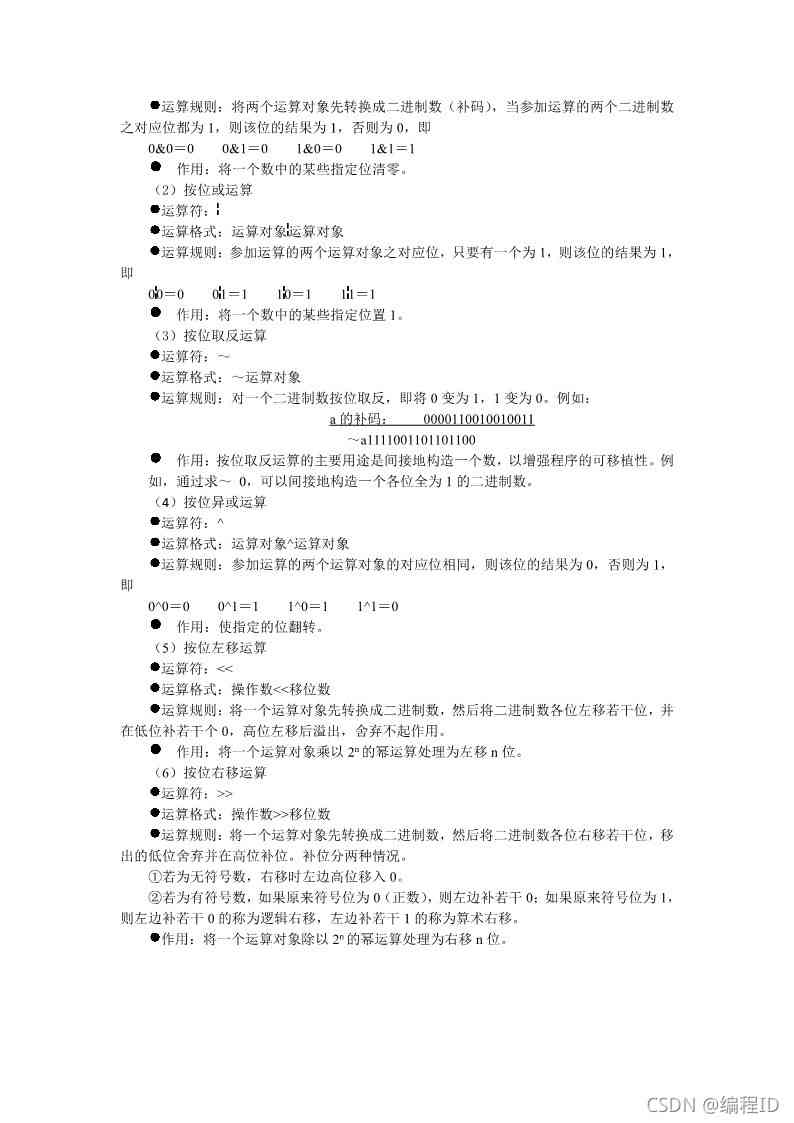 ●运算规则：将两个运算对象先转换成二进制数（补码），当参加运算的两个二进制数
之对应位都为 1，则该位的结果为 1，否则为 0，即
0&0＝0 0&1＝0 1&0＝0 1&1＝1
● 作用：将一个数中的某些指定位清零。
（2）按位或运算
●运算符：¦
●运算格式：运算对象¦运算对象
●运算规则：参加运算的两个运算对象之对应位，只要有一个为 1，则该位的结果为 1，
即
0¦0＝0 0¦1＝1 1¦0＝1 1¦1＝1
● 作用：将一个数中的某些指定位置 1。
（3）按位取反运算
●运算符：～
●运算格式：～运算对象
●运算规则：对一个二进制数按位取反，即将 0 变为 1，1 变为 0。例如：
a 的补码： 0000110010010011
～a1111001101101100
● 作用：按位取反运算的主要用途是间接地构造一个数，以增强程序的可移植性。例
如，通过求～ 0，可以间接地构造一个各位全为 1 的二进制数。
（4）按位异或运算
●运算符：^
●运算格式：运算对象^运算对象
●运算规则：参加运算的两个运算对象的对应位相同，则该位的结果为 0，否则为 1，
即
0^0＝0 0^1＝1 1^0＝1 1^1＝0
● 作用：使指定的位翻转。
（5）按位左移运算
●运算符：<<
●运算格式：操作数<<移位数
●运算规则：将一个运算对象先转换成二进制数，然后将二进制数各位左移若干位，并
在低位补若干个 0，高位左移后溢出，舍弃不起作用。
● 作用：将一个运算对象乘以 2ⁿ的幂运算处理为左移 n 位。
（6）按位右移运算
●运算符：>>
●运算格式：操作数>>移位数
●运算规则：将一个运算对象先转换成二进制数，然后将二进制数各位右移若干位，移
出的低位舍弃并在高位补位。补位分两种情况。
①若为无符号数，右移时左边高位移入 0。
②若为有符号数，如果原来符号位为 0（正数），则左边补若干 0；如果原来符号位为 1，
则左边补若干 0 的称为逻辑右移，左边补若干 1 的称为算术右移。
●作用：将一个运算对象除以 2ⁿ的幂运算处理为右移 n 位。
CSDN @编程ID